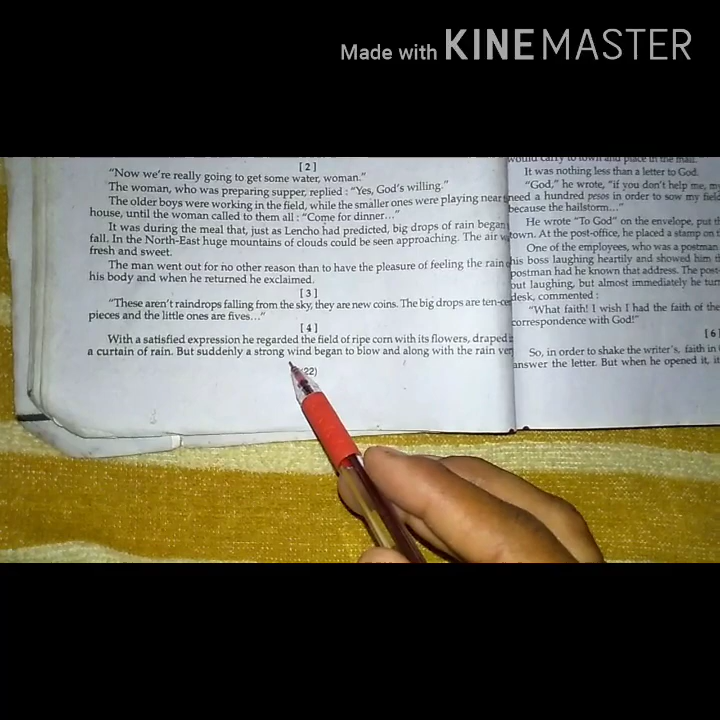 Made with KINEMASTER
[2]
"Now we're really going to get some water, woman."
The woman, who was preparing supper, replied : "Yes, God's willing."
The older boys were working in the field, while the smaller ones were playing near
house, until the woman called to them all : "Come for dinner..."
It was during the meal that, just as Lencho had predicted, big drops of rain began
fall. In the North-East huge mountains of clouds could be seen approaching. The air
fresh and sweet.
The man went out for no other reason than to have the pleasure of feeling the rain
his body and when he returned he exclaimed.
[3]
"These aren't raindrops falling from the sky, they are new coins. The big drops are ten-
pieces and the little ones are fives..."
[4]
With a satisfied expression he regarded the field of ripe corn with its flowers, draped
a curtain of rain. But suddenly a strong wind began to blow and along with the rain
22)
would carry to town and place in the mail.
It was nothing less than a letter to God.
"God," he wrote, "if you don't help me,
need a hundred pesos in order to sow my
because the hailstorm..."
He wrote "To God" on the envelope, put
town. At the post-office, he placed a stamp on
One of the employees, who was a postman
his boss laughing heartily and showed him
postman had known that address. The
out laughing, but almost immediately he
desk, commented :
"What faith! I wish I had the faith of the
correspondence with God!"
[6]
So, in order to shake the writer's, faith in
answer the letter. But when he opened it,